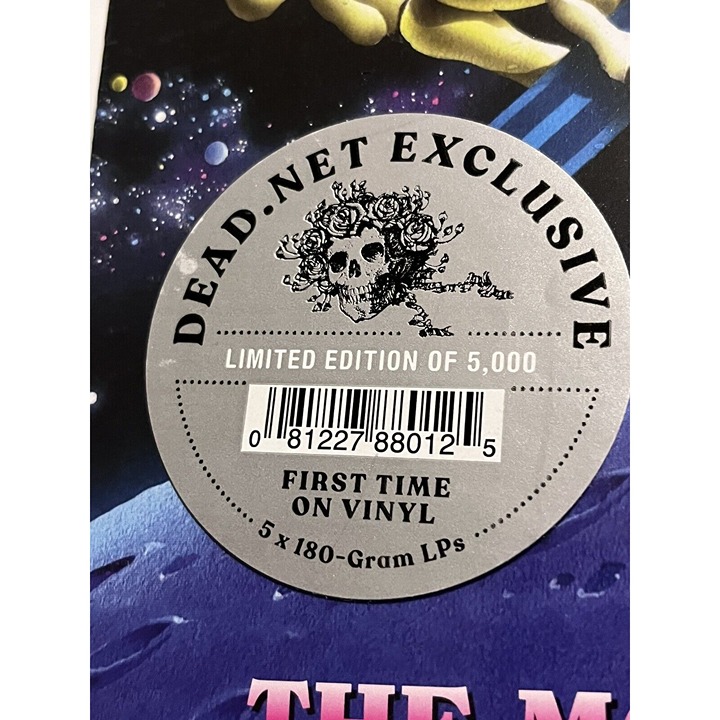 DEAD.NET EXCLUSIVE
LIMITED EDITION OF 5,000
0 81227 88012 5
FIRST TIME
ON VINYL
5 x 180-Gram LPs
THE